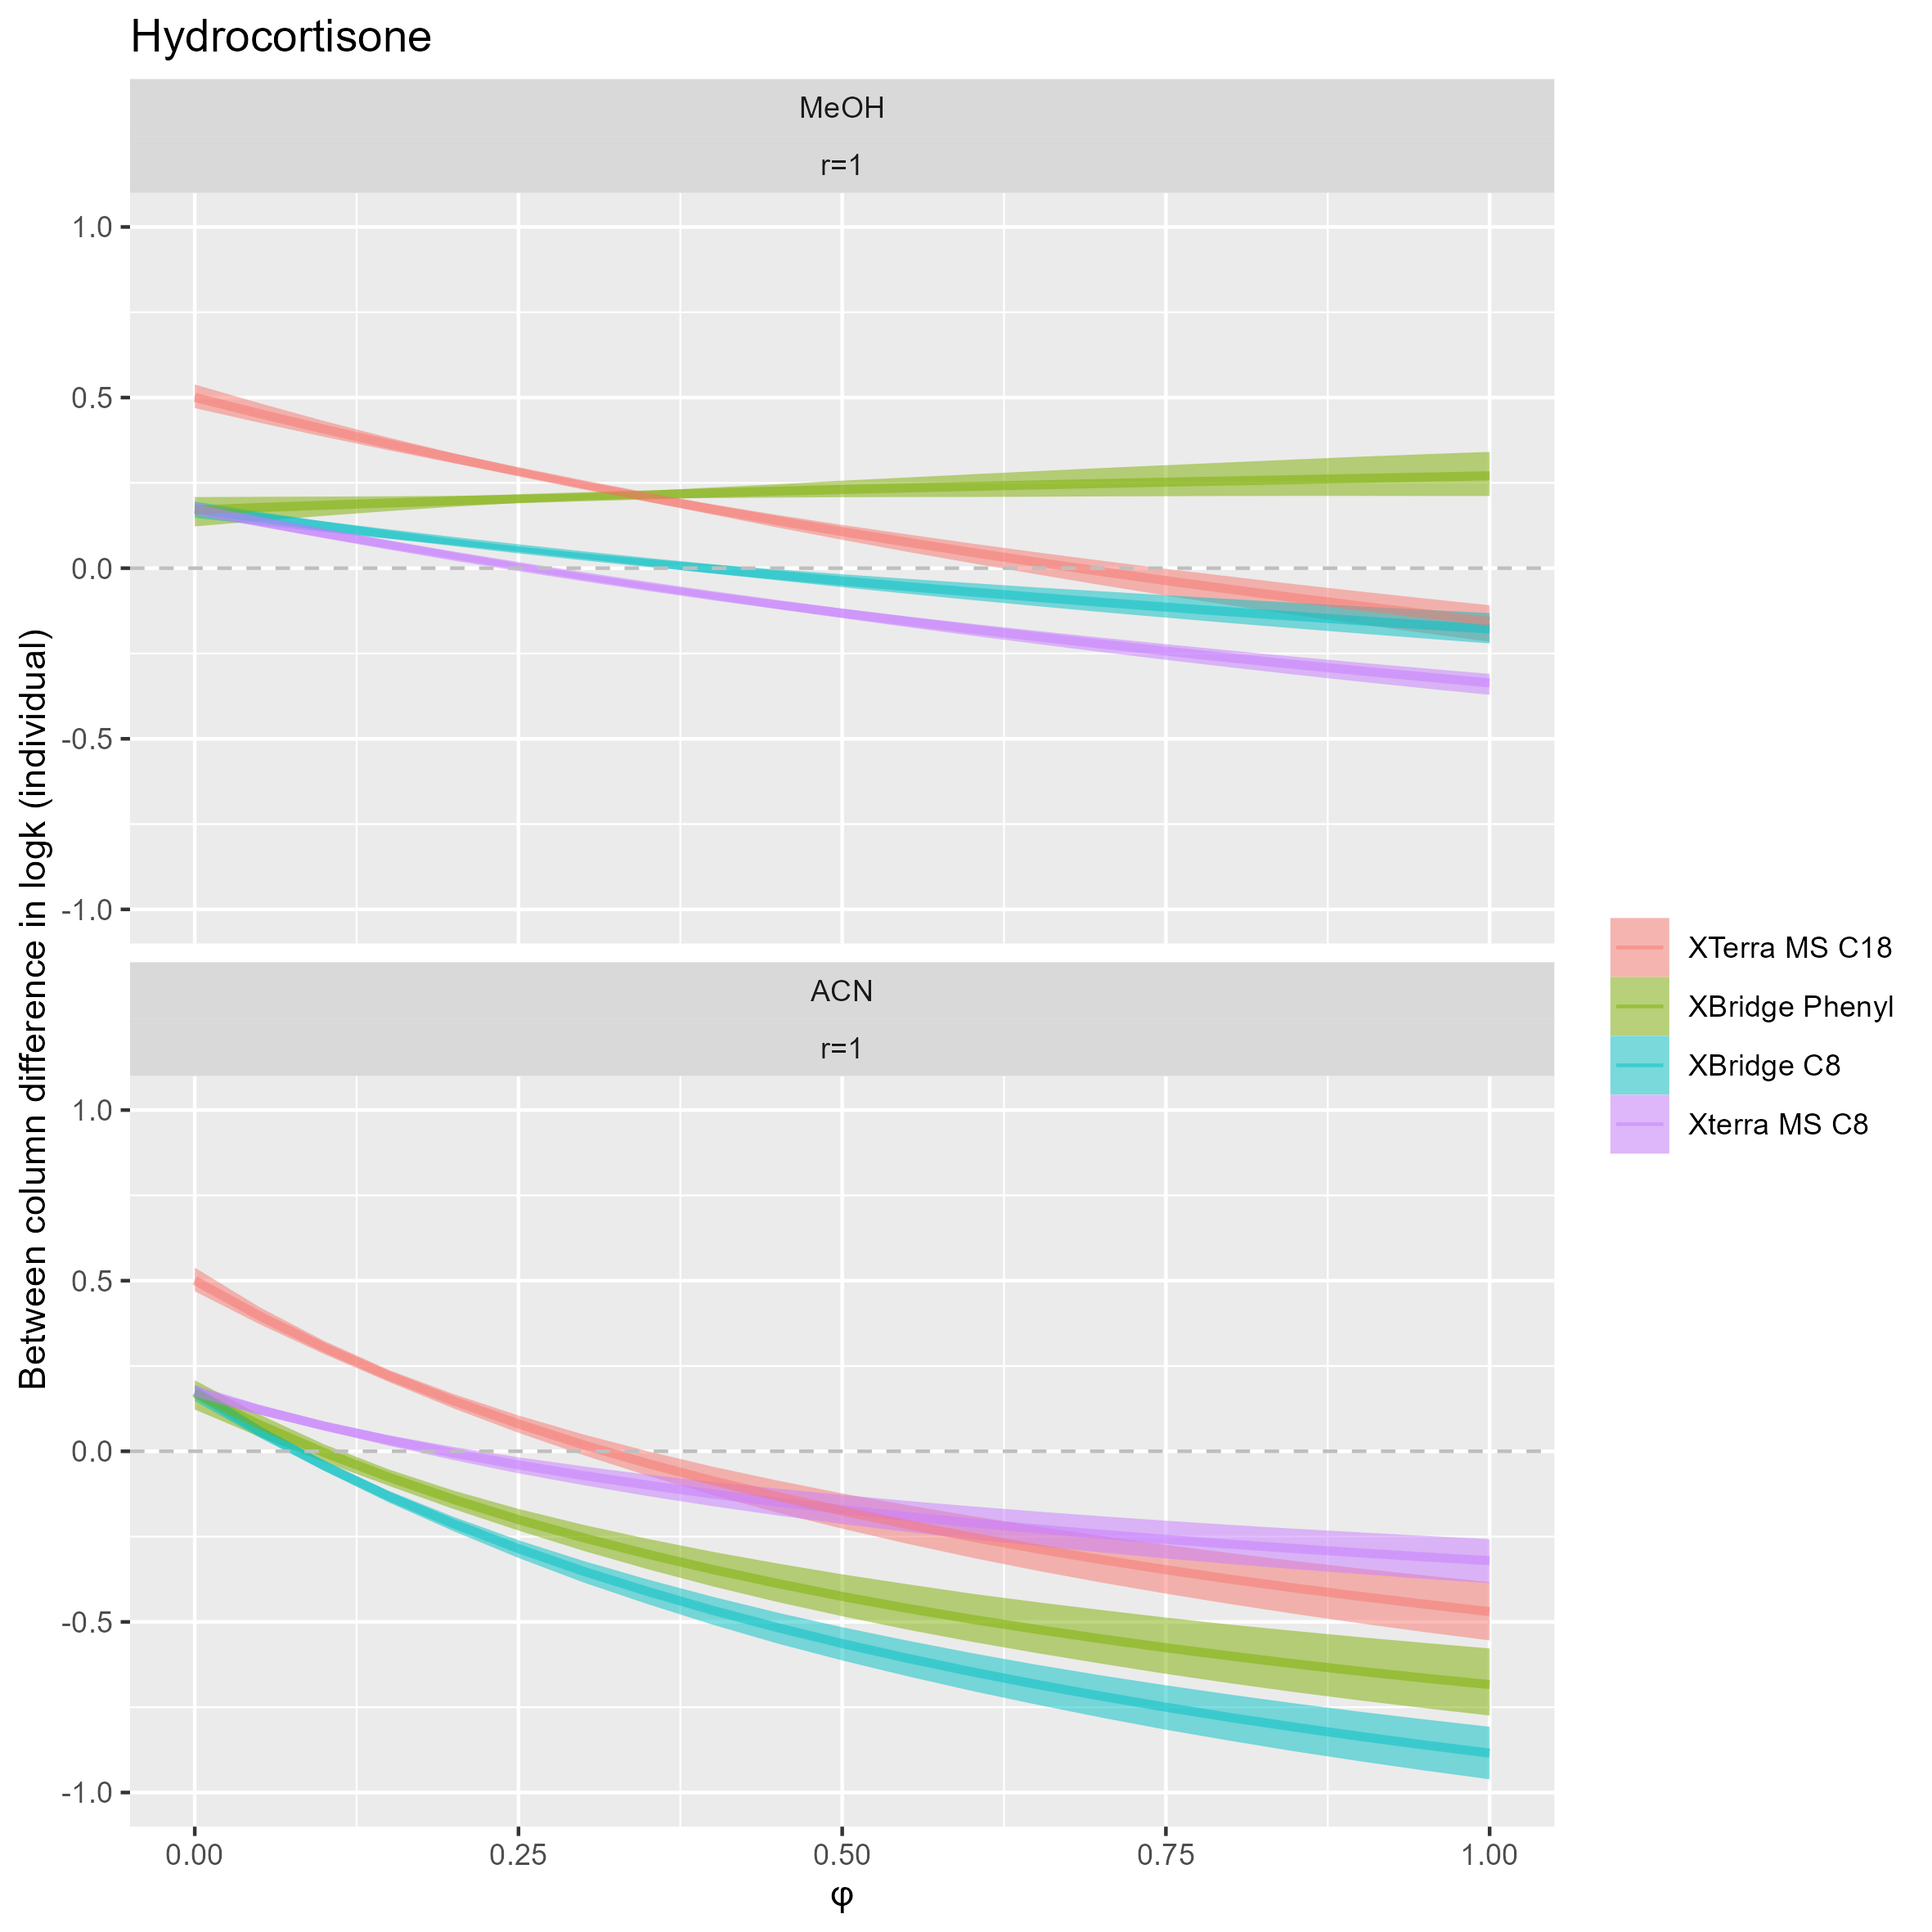 Hydrocortisone
MeOH
r=1
1.0
0.5
0.0
-0.5
-1.0
ACN
r=1
1.0
0.5
0.0
-0.5
-1.0
0.00 0.25 0.50 0.75 1.00
φ
Between column difference in logk (individual)
XTerra MS C18
XBridge Phenyl
XBridge C8
Xterra MS C8